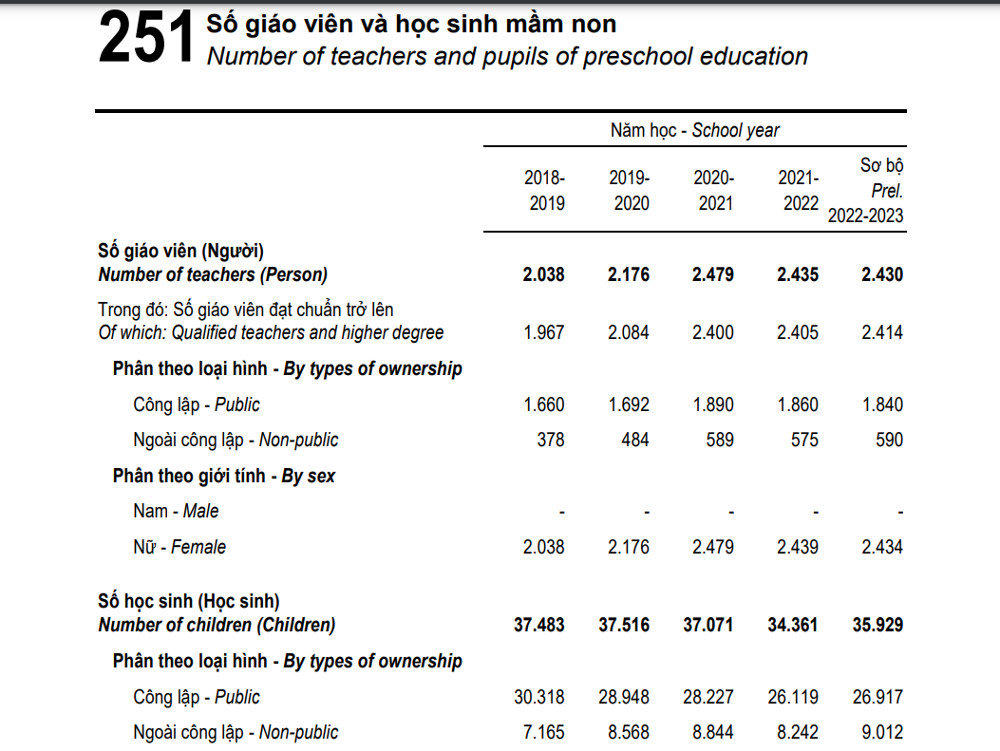 251 Số giáo viên và học sinh mầm non
Number of teachers and pupils of preschool education
Năm học - School year
2018-2019 2019-2020 2020-2021 2021-2022 Sơ bộ Prel. 2022-2023
Số giáo viên (Người)
Number of teachers (Person) 2.038 2.176 2.479 2.435 2.430
Trong đó: Số giáo viên đạt chuẩn trở lên
Of which: Qualified teachers and higher degree 1.967 2.084 2.400 2.405 2.414
Phân theo loại hình - By types of ownership
Công lập - Public 1.660 1.692 1.890 1.860 1.840
Ngoài công lập - Non-public 378 484 589 575 590
Phân theo giới tính - By sex
Nam - Male - - - - -
Nữ - Female 2.038 2.176 2.479 2.439 2.434
Số học sinh (Học sinh)
Number of children (Children) 37.483 37.516 37.071 34.361 35.929
Phân theo loại hình - By types of ownership
Công lập - Public 30.318 28.948 28.227 26.119 26.917
Ngoài công lập - Non-public 7.165 8.568 8.844 8.242 9.012